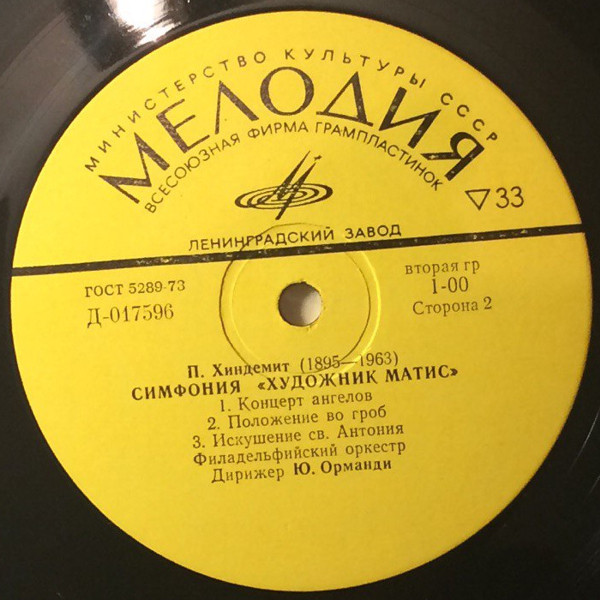 МИНИСТЕРСТВО КУЛЬТУРЫ СССР
МЕЛОДИЯ
ВСЕСОЮЗНАЯ ФИРМА ГРАМПЛАСТИНОК
33
ЛЕНИНГРАДСКИЙ ЗАВОД
ГОСТ 5289-73
Д-017596
вторая гр
1-00
Сторона 2
П. Хиндемит (1895—1963)
СИМФОНИЯ «ХУДОЖНИК МАТИС»
1. Концерт ангелов
2. Положение во гроб
3. Искушение св. Антония
Филадельфийский оркестр
Дирижер Ю. Орманди